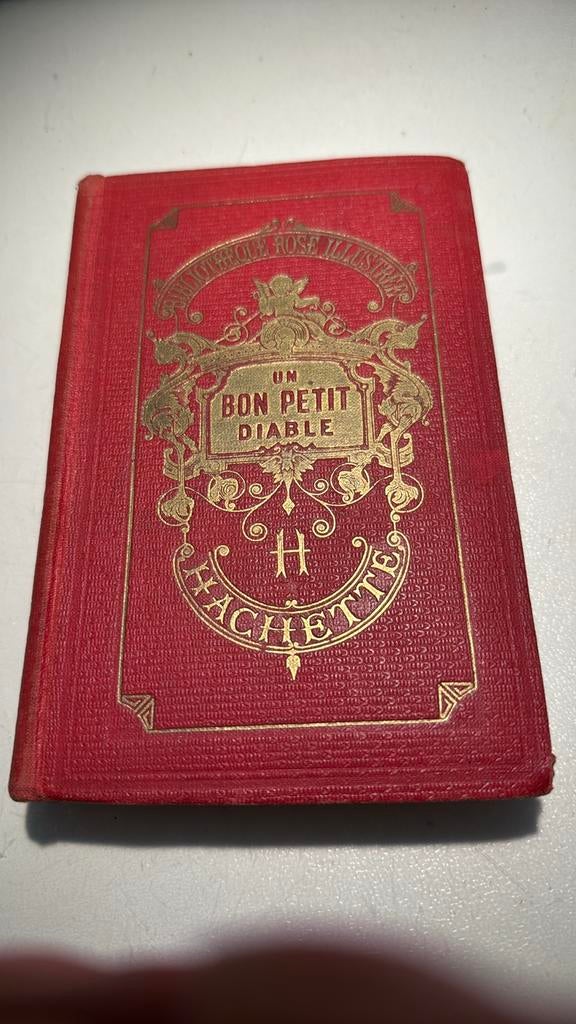 BIBLIOTHÈQUE ROSE ILLUSTRÉE
UN
BON PETIT
DIABLE
H
HACHETTE